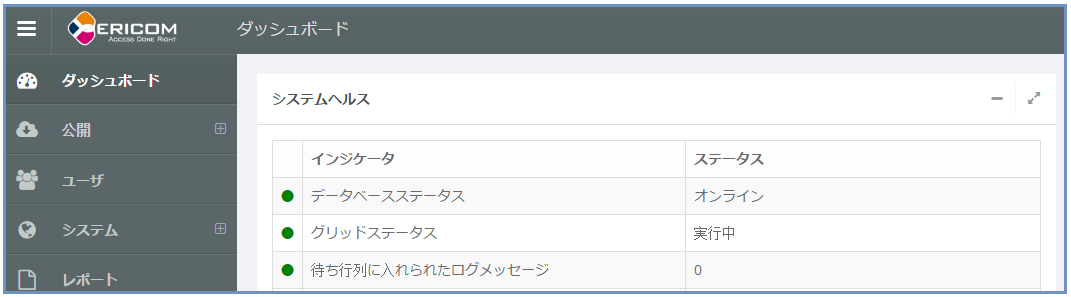 ERICOM
Access Done Right
ダッシュボード
ダッシュボード
公開
ユーザ
システム
レポート
システムヘルス
インジケータ ステータス
データベースステータス オンライン
グリッドステータス 実行中
待ち行列に入れられたログメッセージ 0